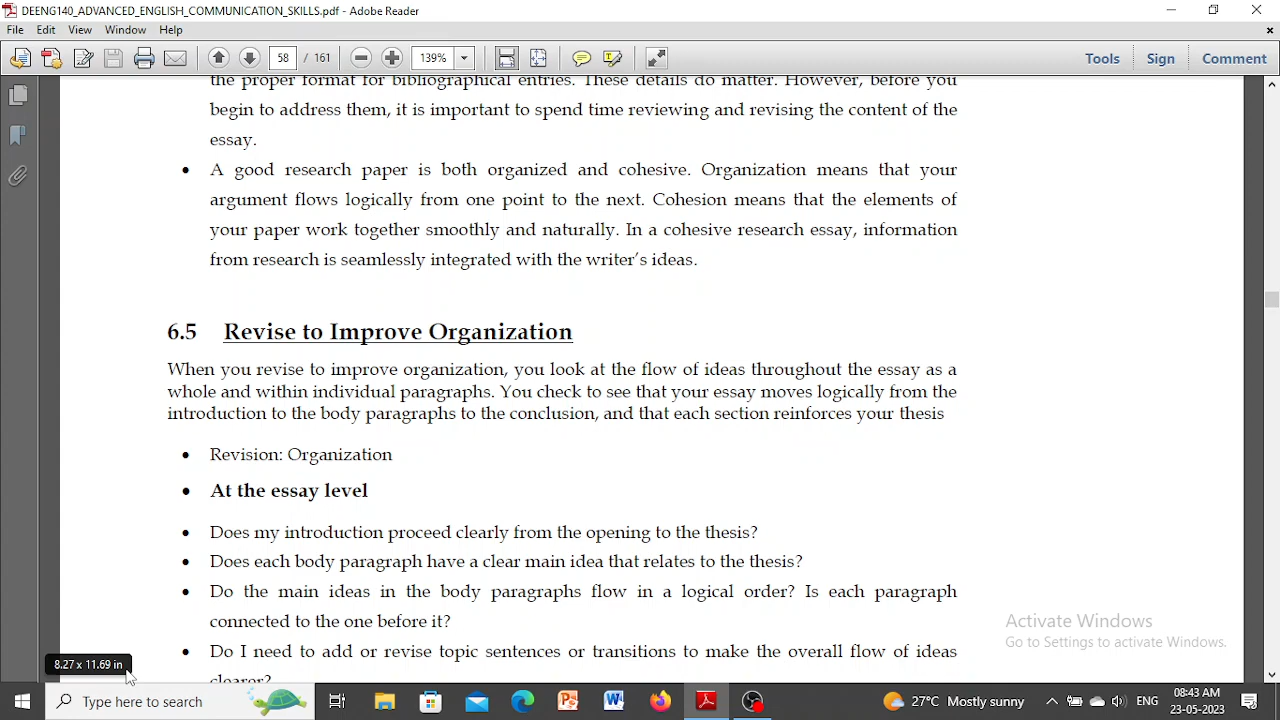 DEENG140_ADVANCED_ENGLISH_COMMUNICATION_SKILLS.pdf - Adobe Reader
File Edit View Window Help
58 / 161 139% Tools Sign Comment
the proper format for bibliographical entries. These details do matter. However, before you
begin to address them, it is important to spend time reviewing and revising the content of the
essay.
• A good research paper is both organized and cohesive. Organization means that your
argument flows logically from one point to the next. Cohesion means that the elements of
your paper work together smoothly and naturally. In a cohesive research essay, information
from research is seamlessly integrated with the writer's ideas.
6.5 Revise to Improve Organization
When you revise to improve organization, you look at the flow of ideas throughout the essay as a
whole and within individual paragraphs. You check to see that your essay moves logically from the
introduction to the body paragraphs to the conclusion, and that each section reinforces your thesis
• Revision: Organization
• At the essay level
• Does my introduction proceed clearly from the opening to the thesis?
• Does each body paragraph have a clear main idea that relates to the thesis?
• Do the main ideas in the body paragraphs flow in a logical order? Is each paragraph
connected to the one before it?
• Do I need to add or revise topic sentences or transitions to make the overall flow of ideas
clearer?
Activate Windows
Go to Settings to activate Windows.
8.27 x 11.69 in
Type here to search
27°C Mostly sunny
ENG
08:43 AM
23-05-2023